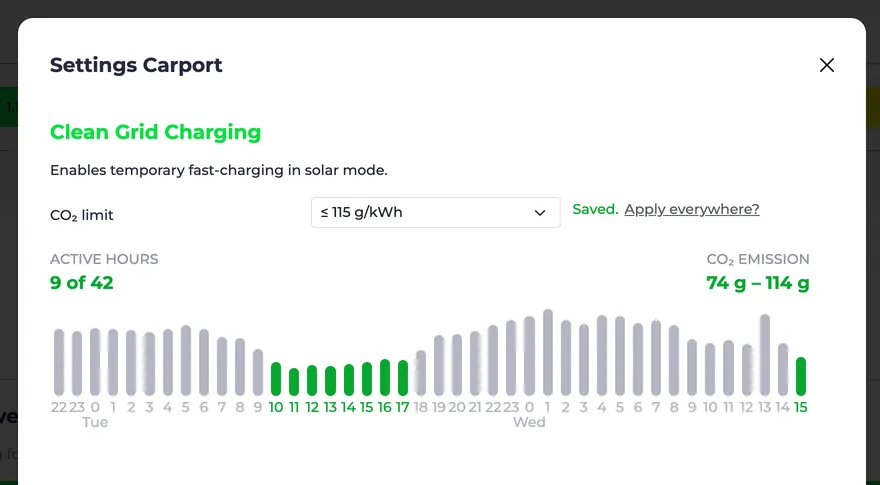 Settings Carport
Clean Grid Charging
Enables temporary fast-charging in solar mode.
CO₂ limit ≤ 115 g/kWh Saved. Apply everywhere?
ACTIVE HOURS CO₂ EMISSION
9 of 42 74 g – 114 g
22 23 0 1 2 3 4 5 6 7 8 9 10 11 12 13 14 15 16 17 18 19 20 21 22 23 0 1 2 3 4 5 6 7 8 9 10 11 12 13 14 15
Tue Wed